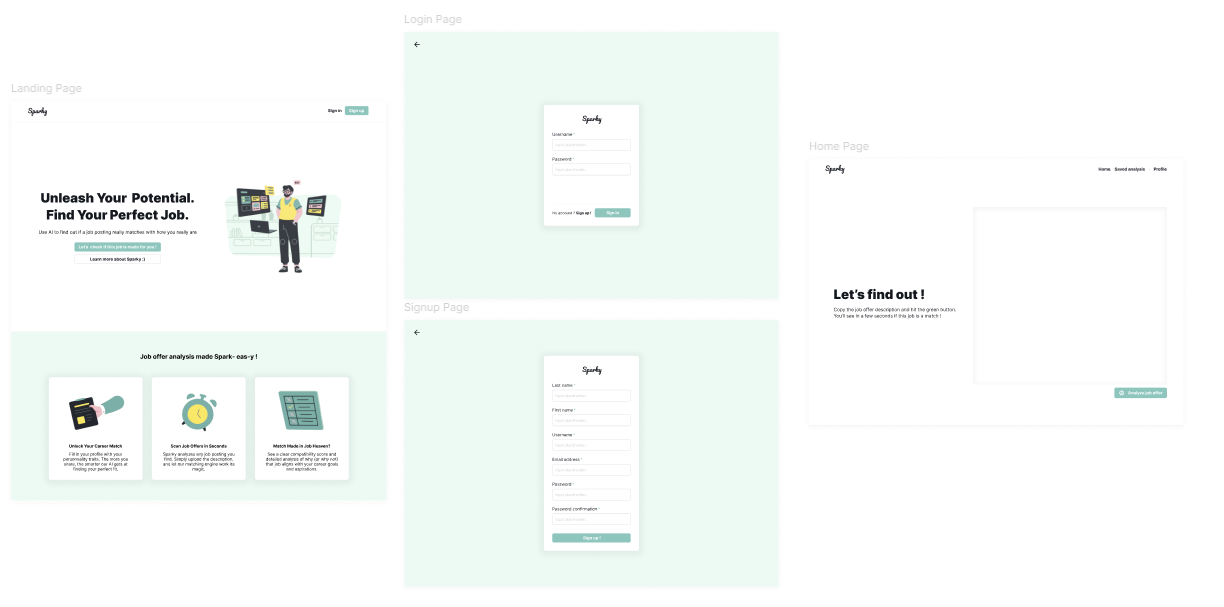 Landing Page
Sparky
Sign in
Sign up
Unleash Your Potential.
Find Your Perfect Job.
Use AI to find out if a job posting really matches with how you really are
Let's check if this job is made for you !
Learn more about Sparky :)
Job offer analysis made Spark- eas-y !
Unlock Your Career Match
Fill in your profile with your
personnality traits. The more you
share, the smarter our AI gets at
finding your perfect fit.
Scan Job Offers in Seconds
Sparky analyzes any job posting you
find. Simply upload the description,
and let our matching engine work its
magic.
Match Made in Job Heaven?
See a clear compatibility score and
detailed analysis of why (or why not)
that job aligns with your career goals
and aspirations.
Login Page
Sparky
Username *
Password *
No account ? Sign up !
Sign in
Signup Page
Sparky
Last name *
First name *
Username *
Email address *
Password *
Password confirmation *
Sign up !
Home Page
Sparky
Home
Saved analysis
Profile
Let's find out !
Copy the job offer description and hit the green button.
You'll see in a few seconds if this job is a match !
Analyze job offer